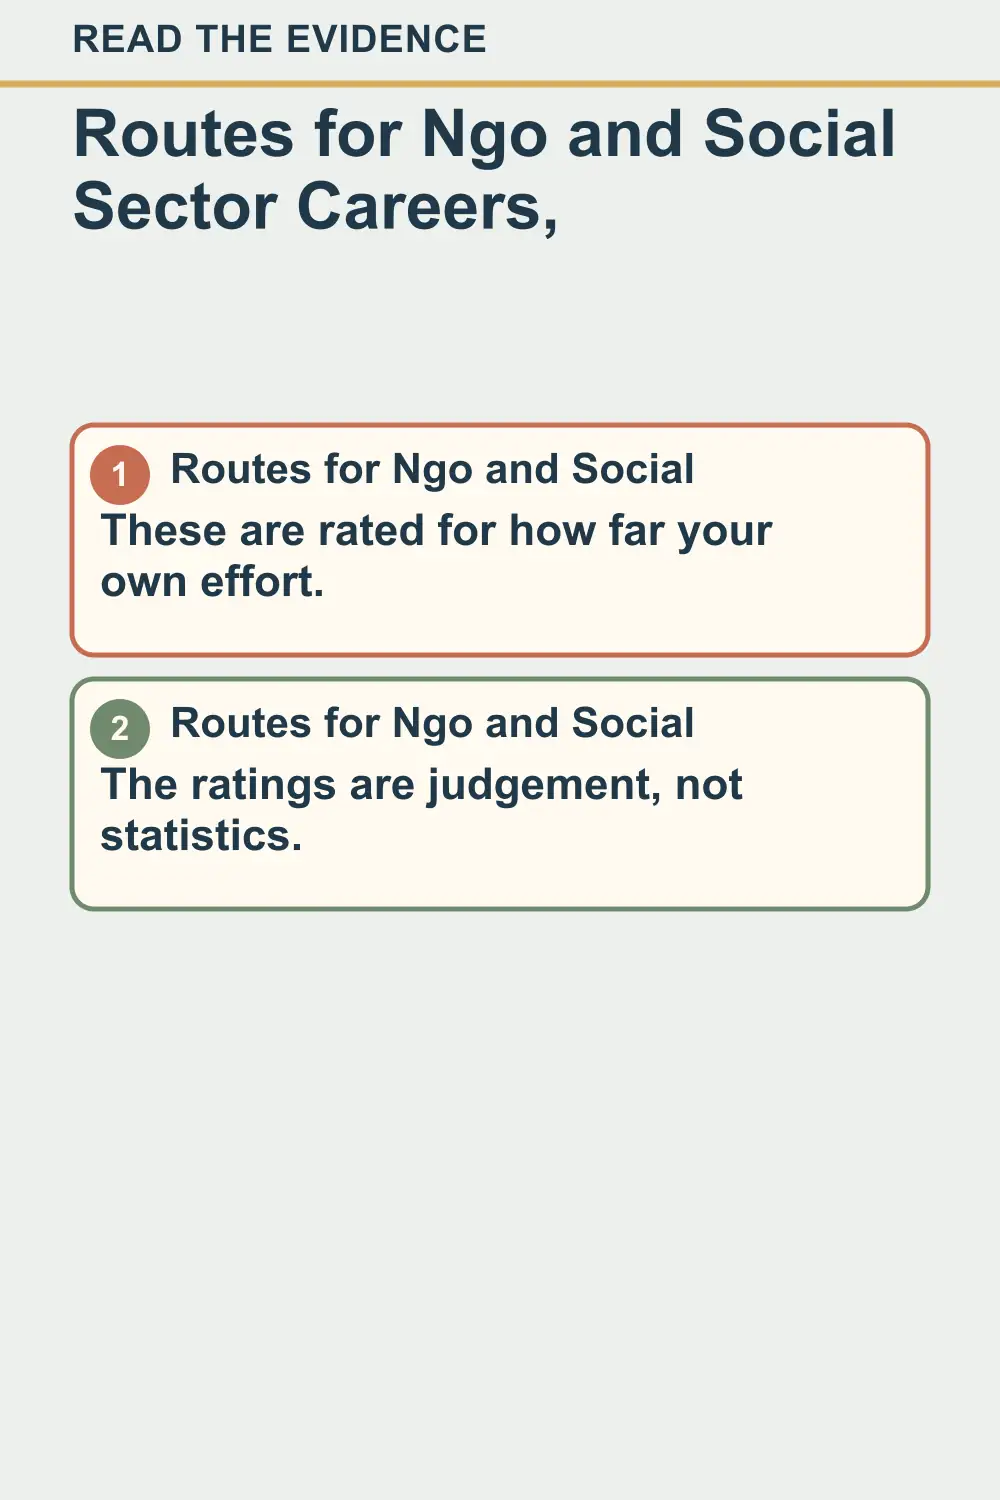 READ THE EVIDENCE
Routes for Ngo and Social
Sector Careers,
1 Routes for Ngo and Social
These are rated for how far your
own effort.
2 Routes for Ngo and Social
The ratings are judgement, not
statistics.